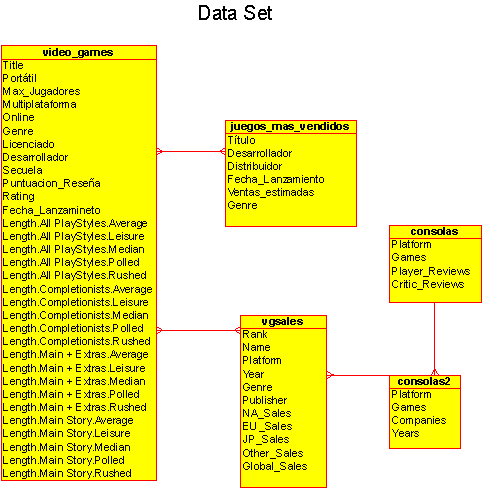 Data Set
video_games
Title
Portátil
Max_Jugadores
Multiplataforma
Online
Genre
Licenciado
Desarrollador
Secuela
Puntuacion_Reseña
Rating
Fecha_Lanzamineto
Length.All PlayStyles.Average
Length.All PlayStyles.Leisure
Length.All PlayStyles.Median
Length.All PlayStyles.Polled
Length.All PlayStyles.Rushed
Length.Completionists.Average
Length.Completionists.Leisure
Length.Completionists.Median
Length.Completionists.Polled
Length.Completionists.Rushed
Length.Main + Extras.Average
Length.Main + Extras.Leisure
Length.Main + Extras.Median
Length.Main + Extras.Polled
Length.Main + Extras.Rushed
Length.Main Story.Average
Length.Main Story.Leisure
Length.Main Story.Median
Length.Main Story.Polled
Length.Main Story.Rushed
juegos_mas_vendidos
Título
Desarrollador
Distribuidor
Fecha_Lanzamiento
Ventas_estimadas
Genre
vgsales
Rank
Name
Platform
Year
Genre
Publisher
NA_Sales
EU_Sales
JP_Sales
Other_Sales
Global_Sales
consolas
Platform
Games
Player_Reviews
Critic_Reviews
consolas2
Platform
Games
Companies
Years